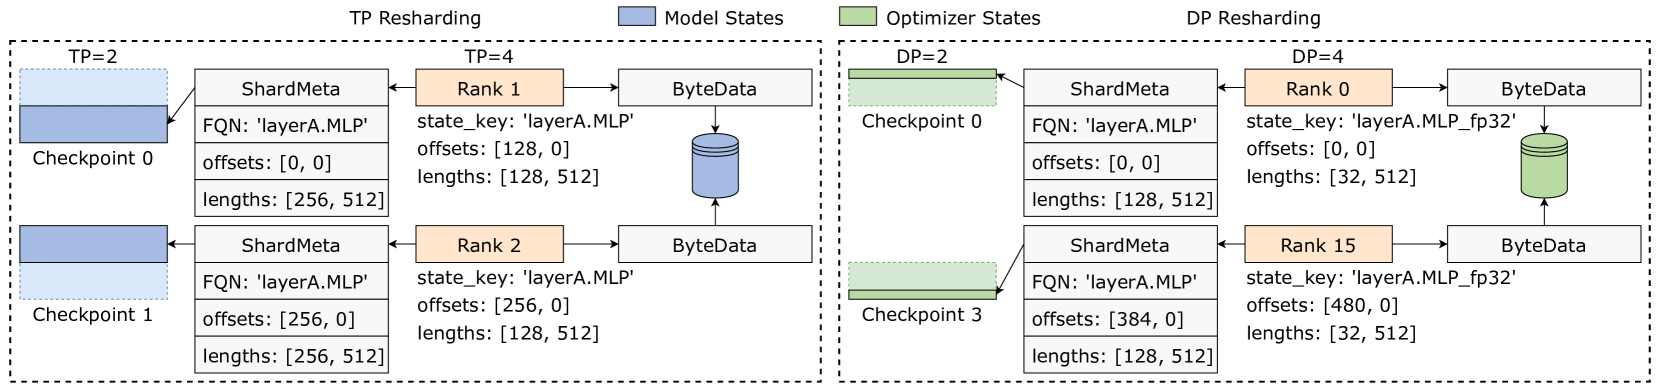 TP Resharding
Model States
Optimizer States
DP Resharding
TP=2
TP=4
Checkpoint 0
ShardMeta
FQN: 'layerA.MLP'
offsets: [0, 0]
lengths: [256, 512]
Rank 1
state_key: 'layerA.MLP'
offsets: [128, 0]
lengths: [128, 512]
ByteData
Checkpoint 1
ShardMeta
FQN: 'layerA.MLP'
offsets: [256, 0]
lengths: [256, 512]
Rank 2
state_key: 'layerA.MLP'
offsets: [256, 0]
lengths: [128, 512]
ByteData
DP=2
DP=4
Checkpoint 0
ShardMeta
FQN: 'layerA.MLP'
offsets: [0, 0]
lengths: [128, 512]
Rank 0
state_key: 'layerA.MLP_fp32'
offsets: [0, 0]
lengths: [32, 512]
ByteData
Checkpoint 3
ShardMeta
FQN: 'layerA.MLP'
offsets: [384, 0]
lengths: [128, 512]
Rank 15
state_key: 'layerA.MLP_fp32'
offsets: [480, 0]
lengths: [32, 512]
ByteData